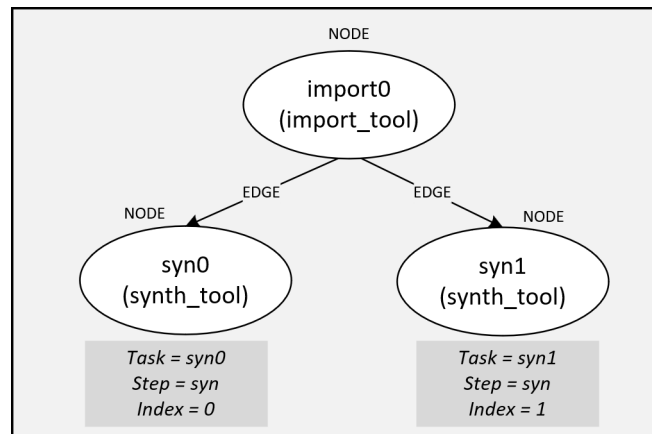 NODE
import0
(import_tool)
EDGE
EDGE
NODE
NODE
syn0
(synth_tool)
syn1
(synth_tool)
Task = syn0
Step = syn
Index = 0
Task = syn1
Step = syn
Index = 1